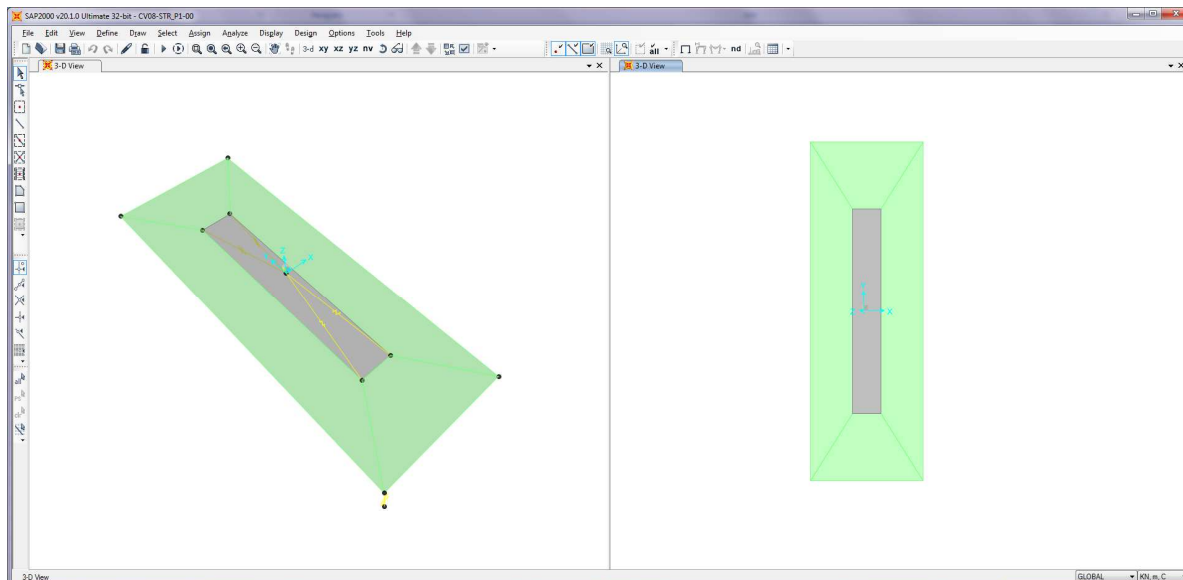 SAP2000 v20.1.0 Ultimate 32-bit - CV08-STR_P1-00
File Edit View Define Draw Select Assign Analyze Display Design Options Tools Help
3-d xy xz yz nv all nd
3-D View
3-D View
Z X
Y
Z X
3-D View
GLOBAL KN, m, C